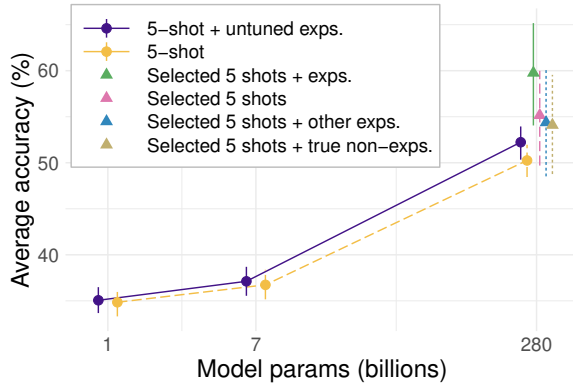 5−shot + untuned exps.
5−shot
Selected 5 shots + exps.
Selected 5 shots
Selected 5 shots + other exps.
Selected 5 shots + true non−exps.
Average accuracy (%)
60
50
40
1
7
280
Model params (billions)